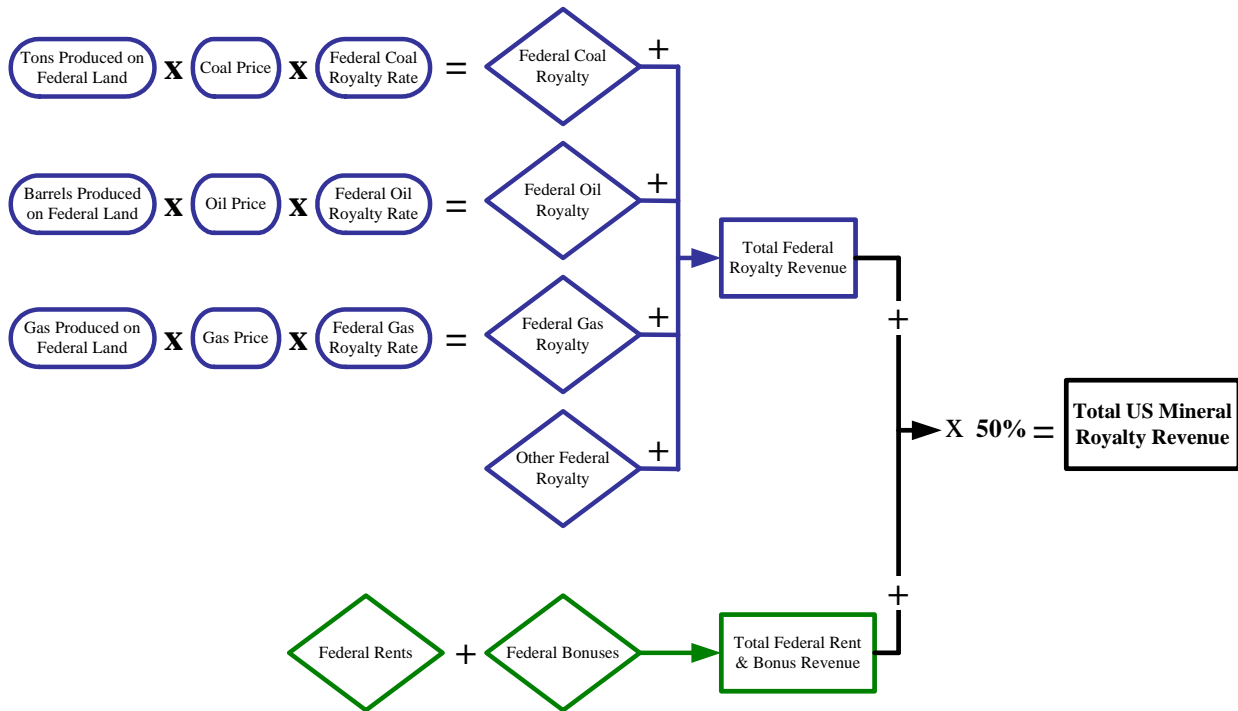 Tons Produced on
Federal Land
x
Coal Price
x
Federal Coal
Royalty Rate
=
Federal Coal
Royalty
+
Barrels Produced
on Federal Land
x
Oil Price
x
Federal Oil
Royalty Rate
=
Federal Oil
Royalty
+
Gas Produced on
Federal Land
x
Gas Price
x
Federal Gas
Royalty Rate
=
Federal Gas
Royalty
+
Other Federal
Royalty
+
Total Federal
Royalty Revenue
+
Federal Rents
+
Federal Bonuses
Total Federal Rent
& Bonus Revenue
+
X 50% =
Total US Mineral
Royalty Revenue